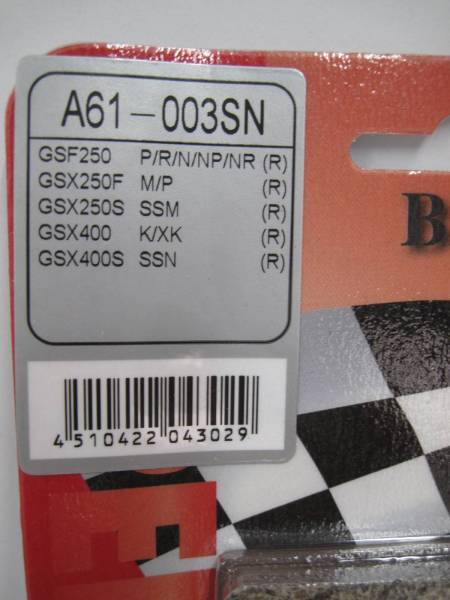 A61-003SN
GSF250 P/R/N/NP/NR (R)
GSX250F M/P (R)
GSX250S SSM (R)
GSX400 K/XK (R)
GSX400S SSN (R)
4 510422 043029
B
E